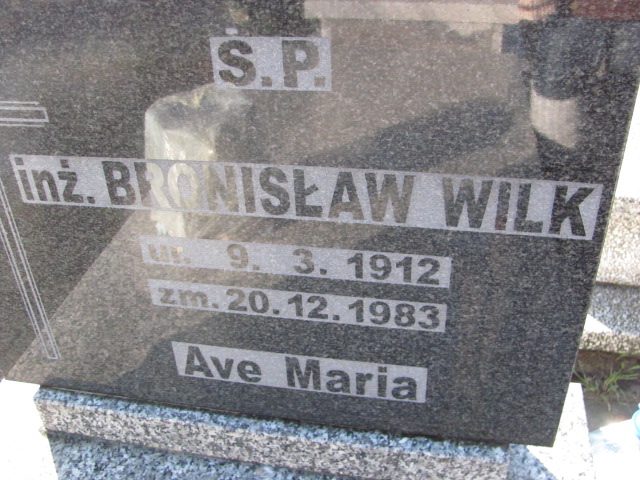 Ś.P.
inż. BRONISŁAW WILK
ur. 9. 3. 1912
zm. 20.12.1983
Ave Maria